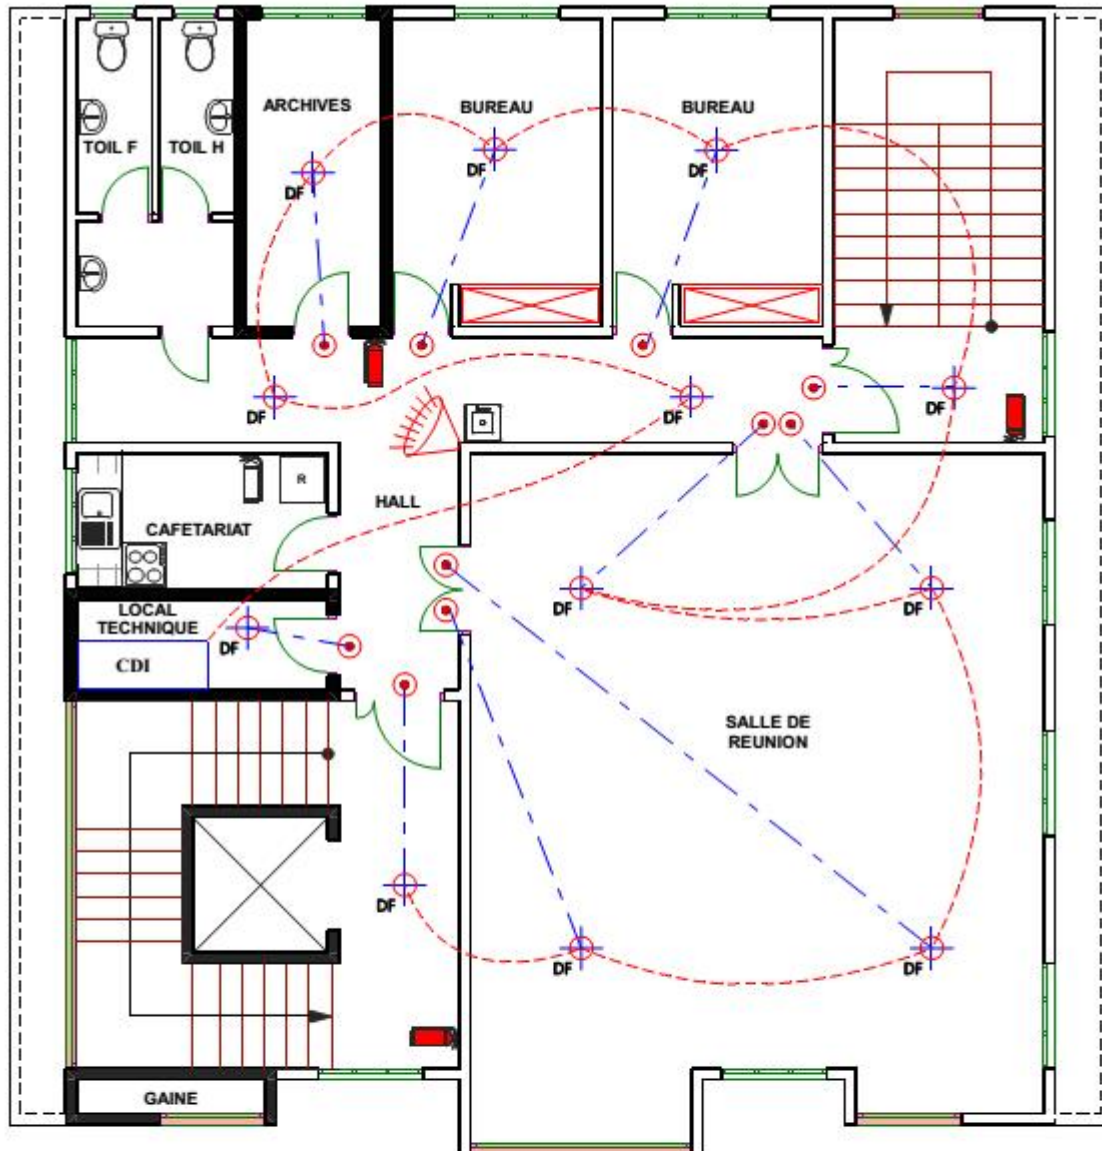 ARCHIVES
BUREAU
BUREAU
TOIL F
TOIL H
DF
DF
DF
DF
DF
DF
R
HALL
CAFETARIAT
LOCAL
TECHNIQUE
DF
DF
DF
CDI
SALLE DE
REUNION
DF
DF
DF
GAINE